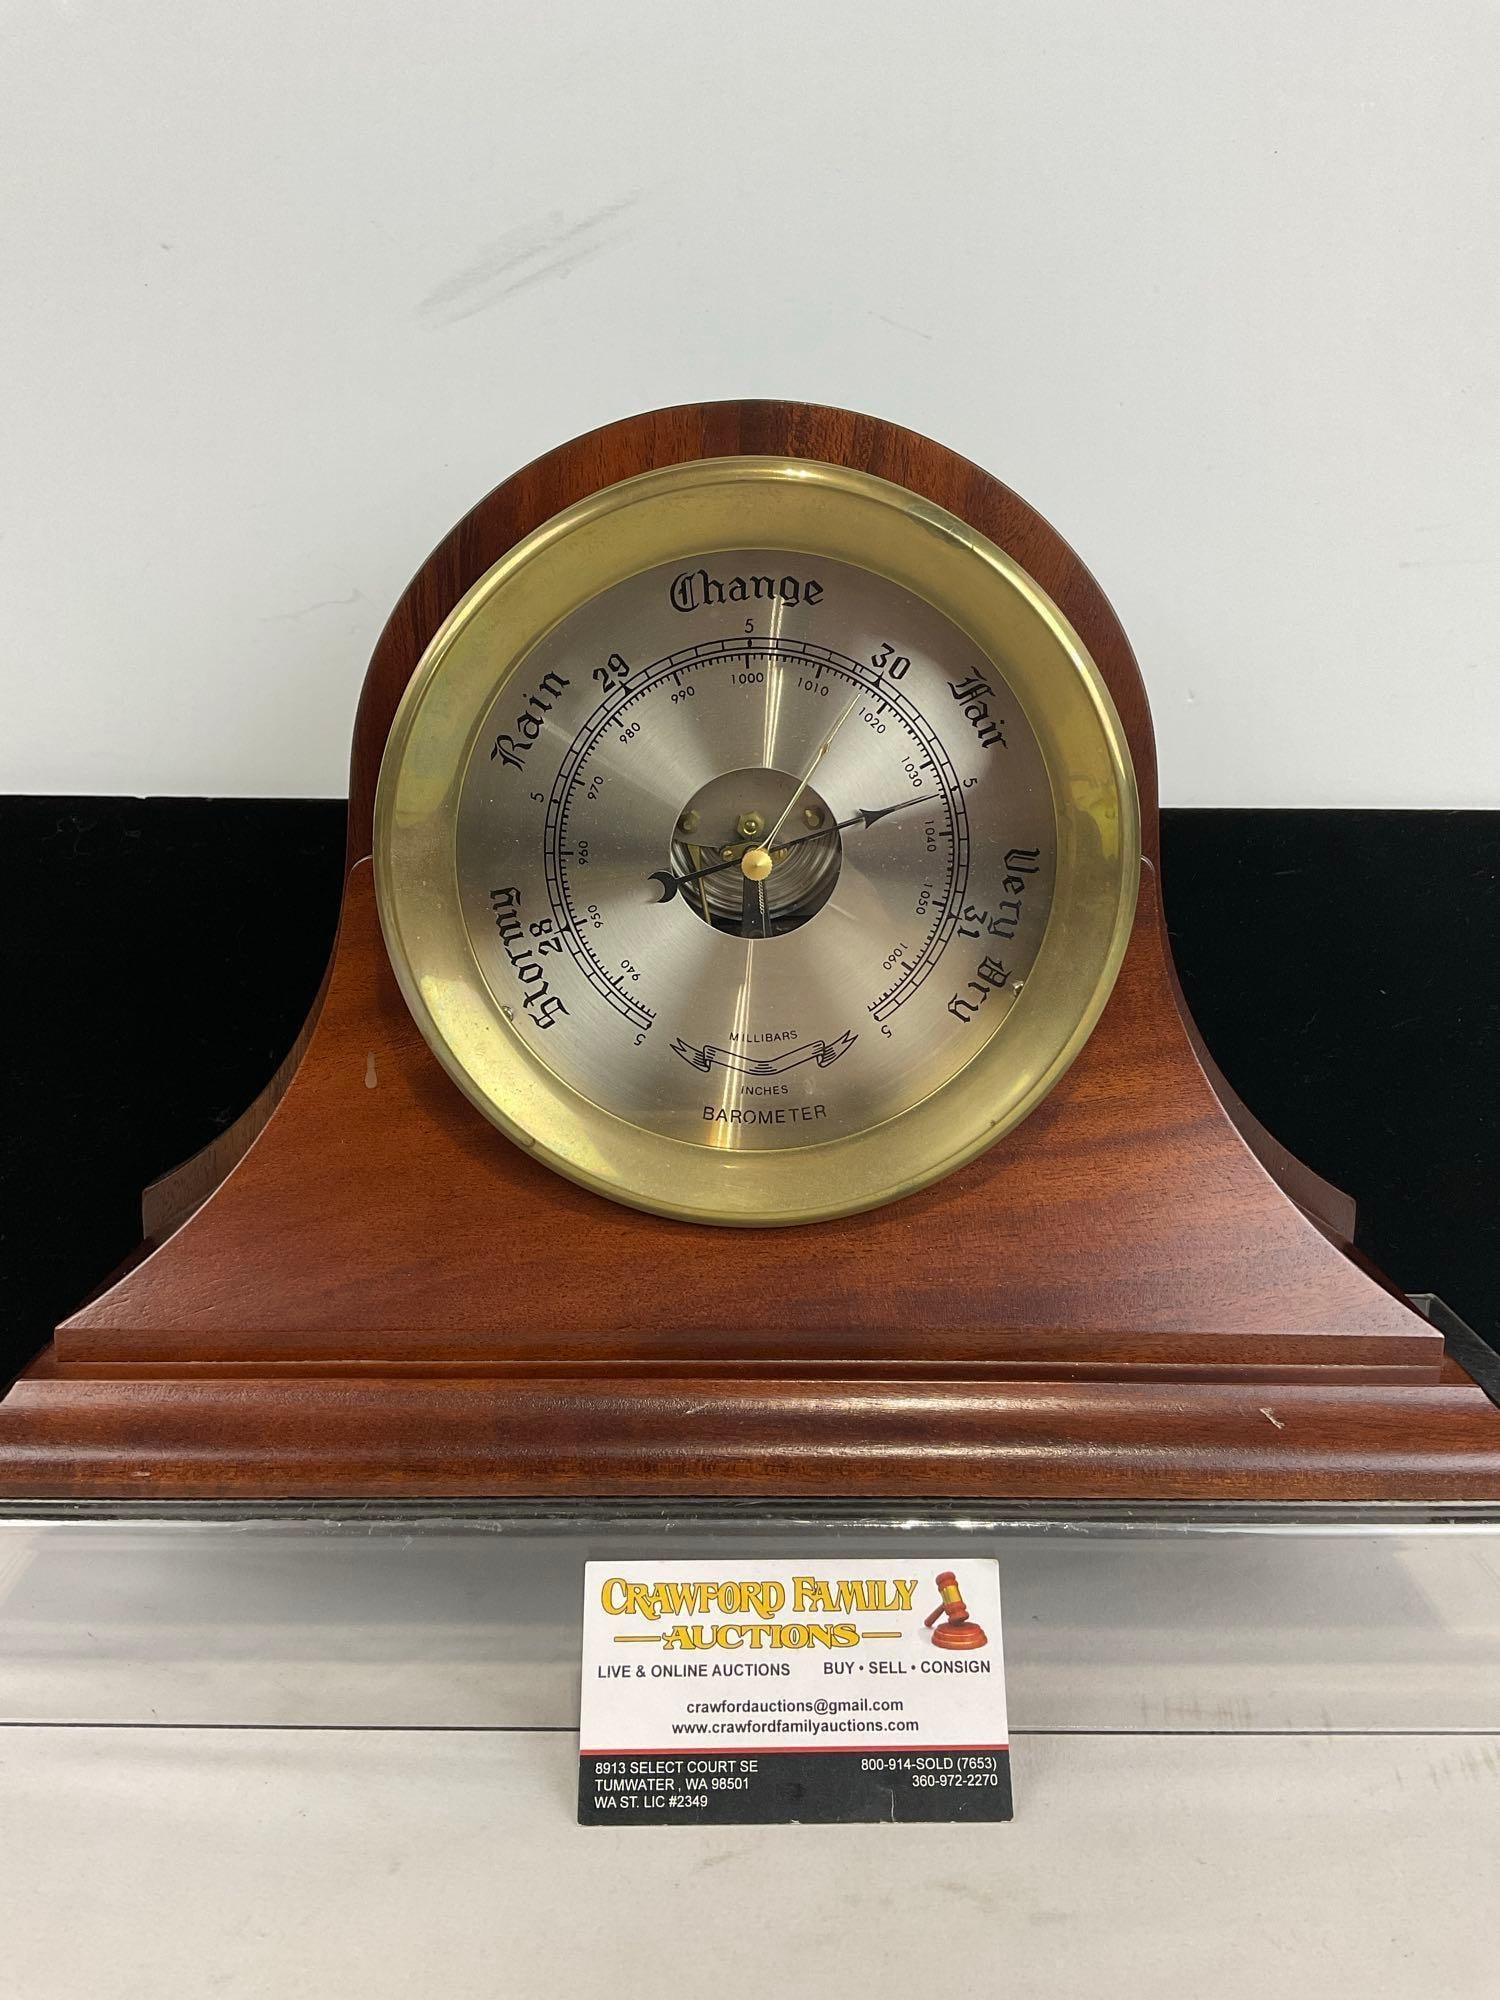 Change
Rain
Fair
Stormy
Very Dry
5
28
5
29
5
30
5
31
5
940
950
960
970
980
990
1000
1010
1020
1030
1040
1050
1060
MILLIBARS
INCHES
BAROMETER
CRAWFORD FAMILY
AUCTIONS
LIVE & ONLINE AUCTIONS BUY • SELL • CONSIGN
crawfordauctions@gmail.com
www.crawfordfamilyauctions.com
8913 SELECT COURT SE 800-914-SOLD (7653)
TUMWATER , WA 98501 360-972-2270
WA ST. LIC #2349